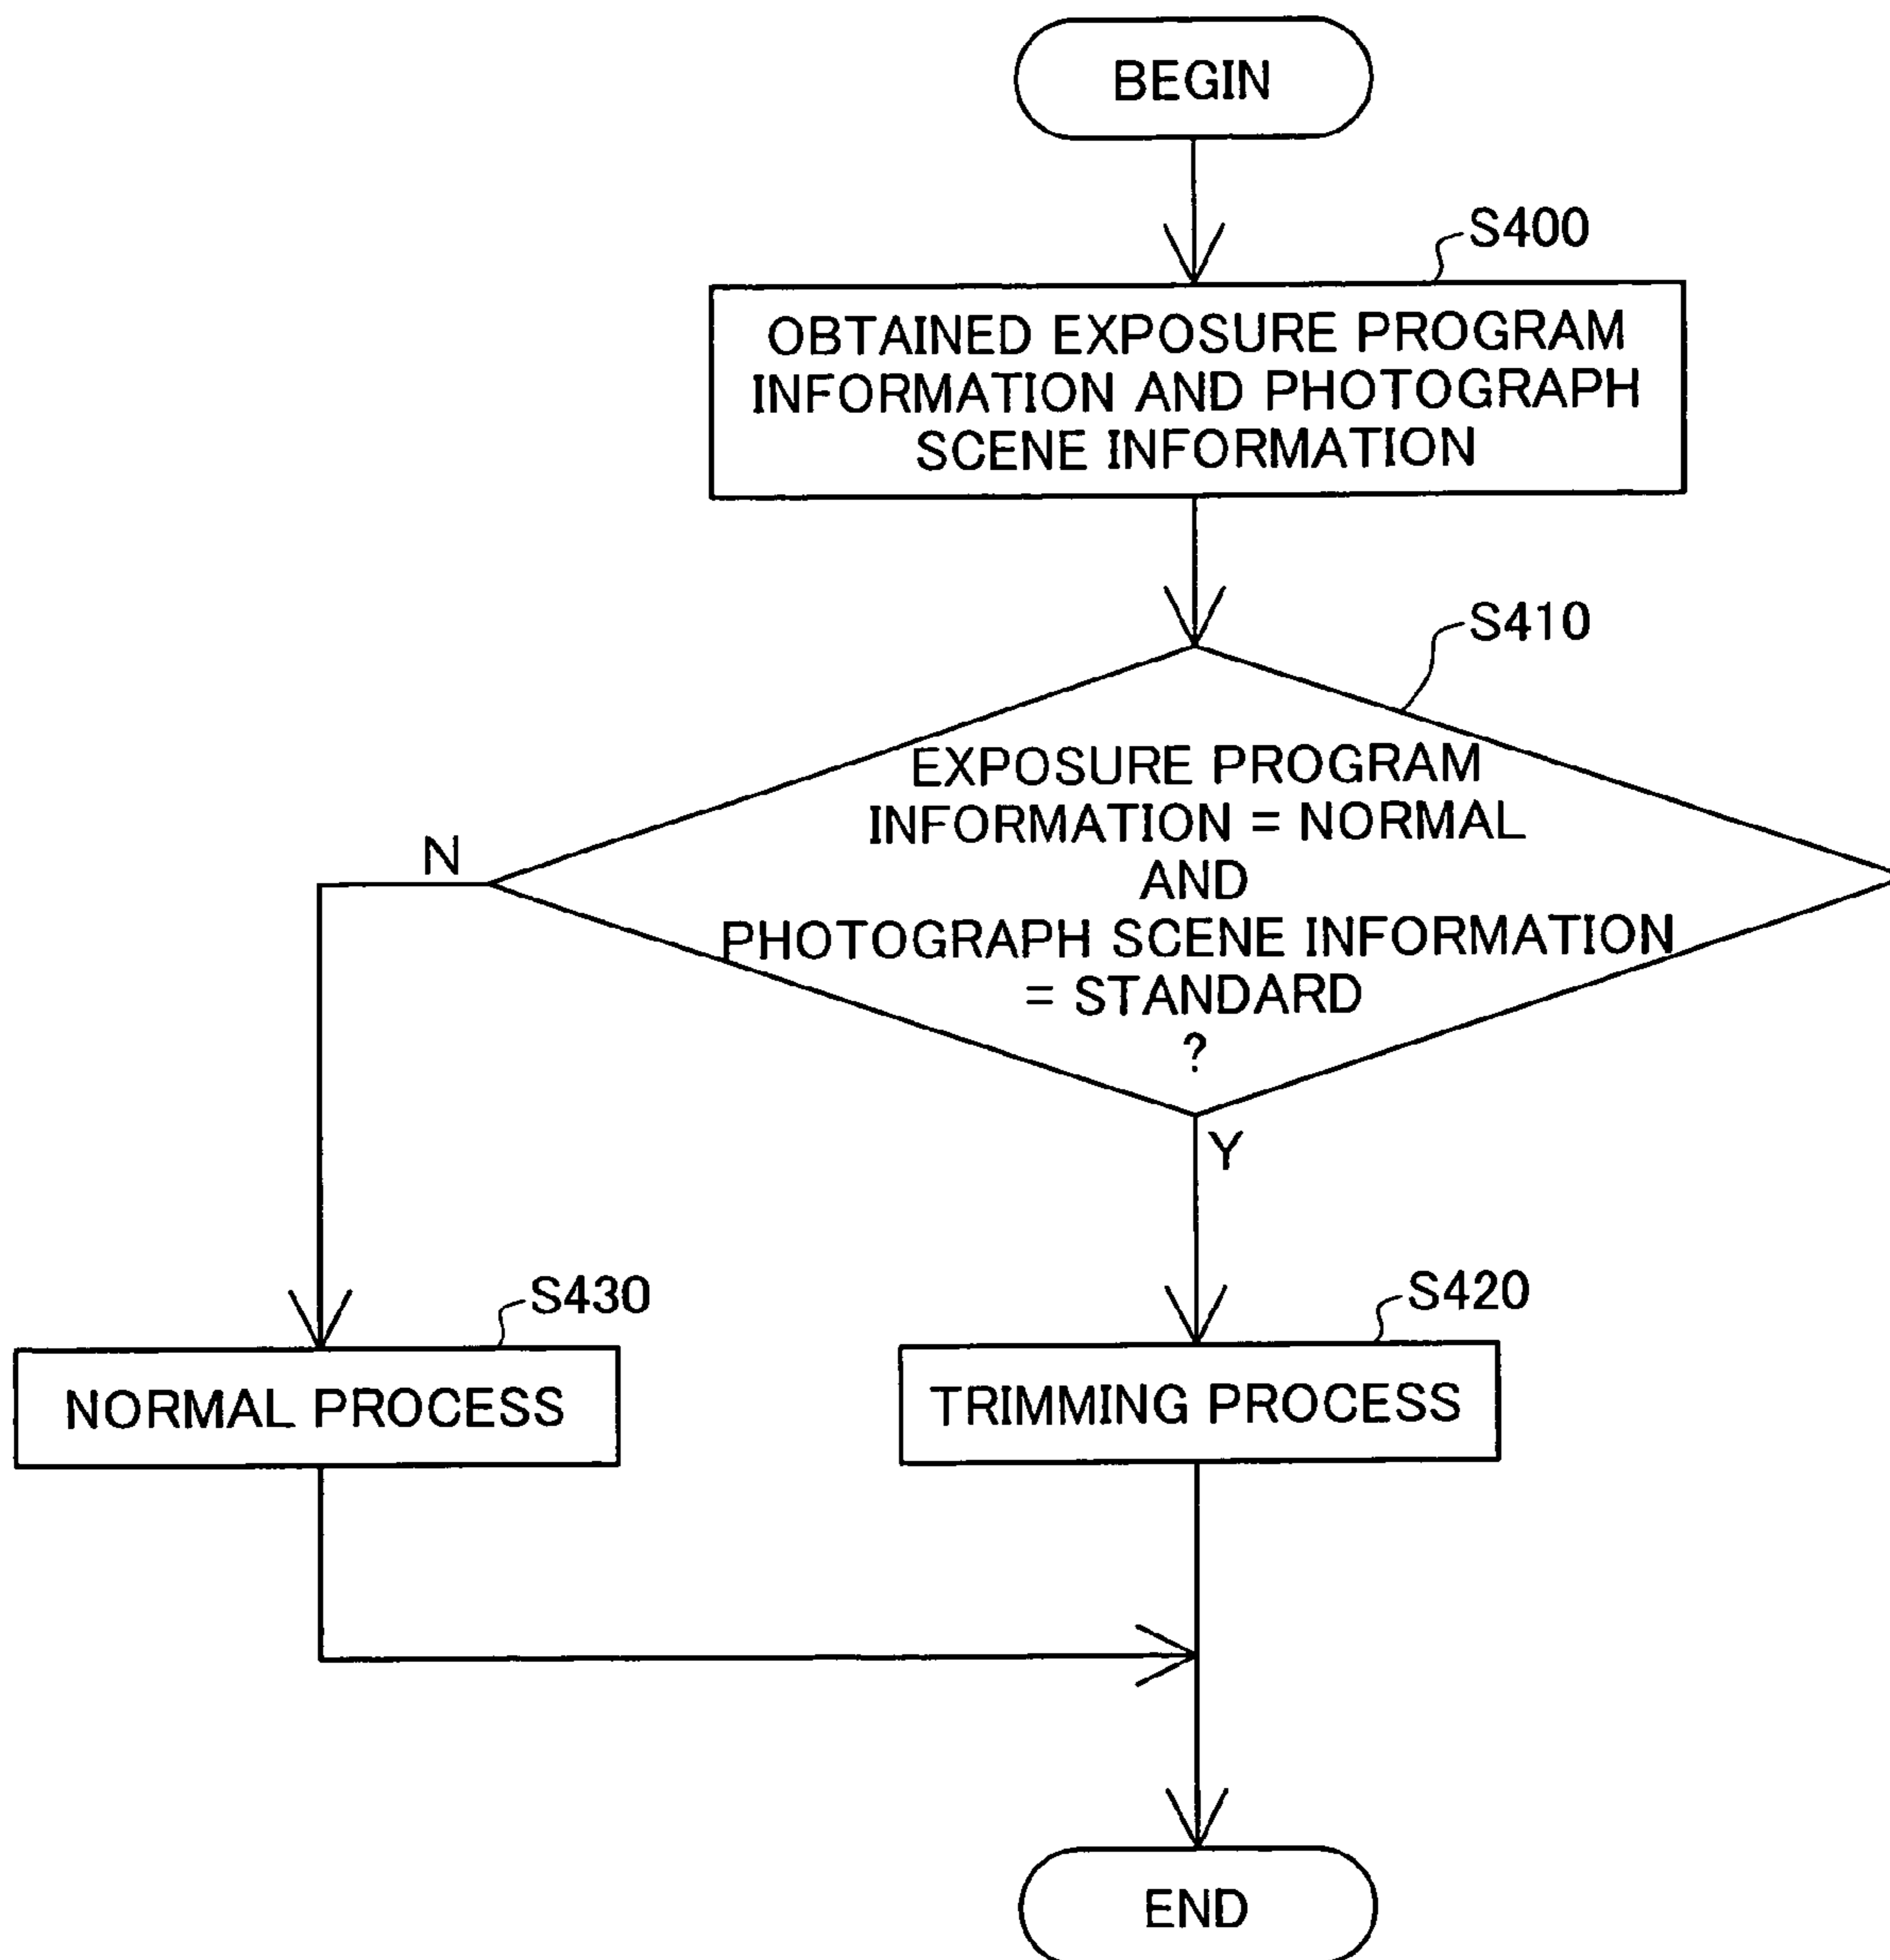 BEGIN
S400
OBTAINED EXPOSURE PROGRAM
INFORMATION AND PHOTOGRAPH
SCENE INFORMATION
S410
EXPOSURE PROGRAM
INFORMATION = NORMAL
AND
PHOTOGRAPH SCENE INFORMATION
= STANDARD
?
N
Y
S430
NORMAL PROCESS
S420
TRIMMING PROCESS
END